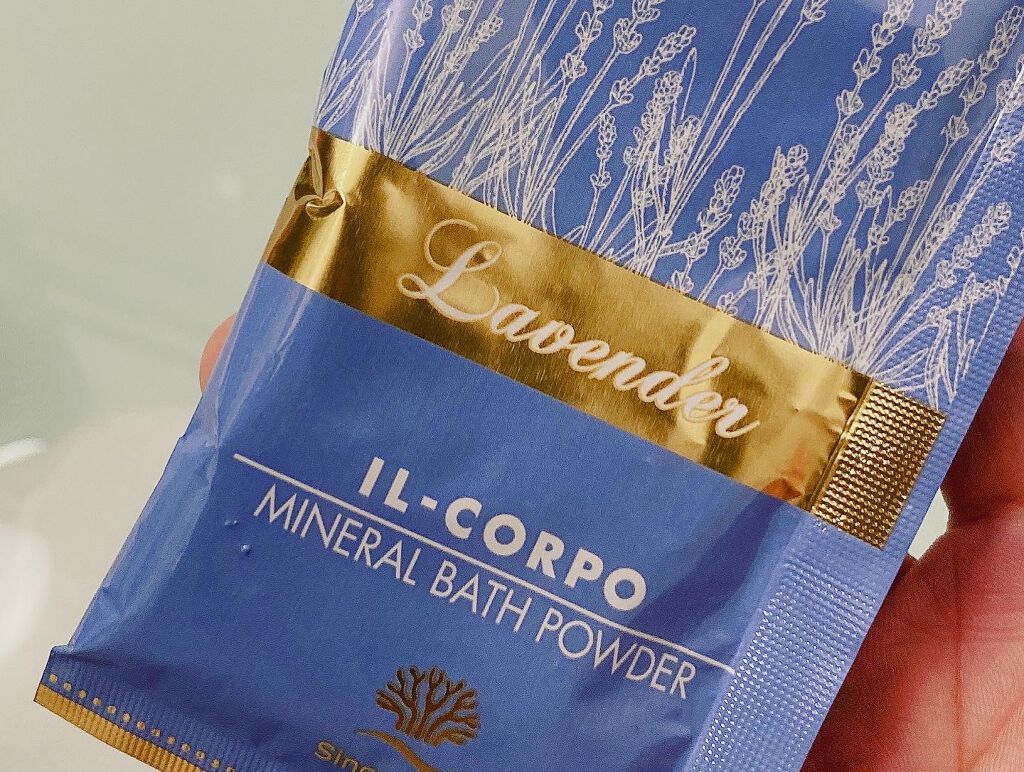 Lavender
IL-CORPO
MINERAL BATH POWDER